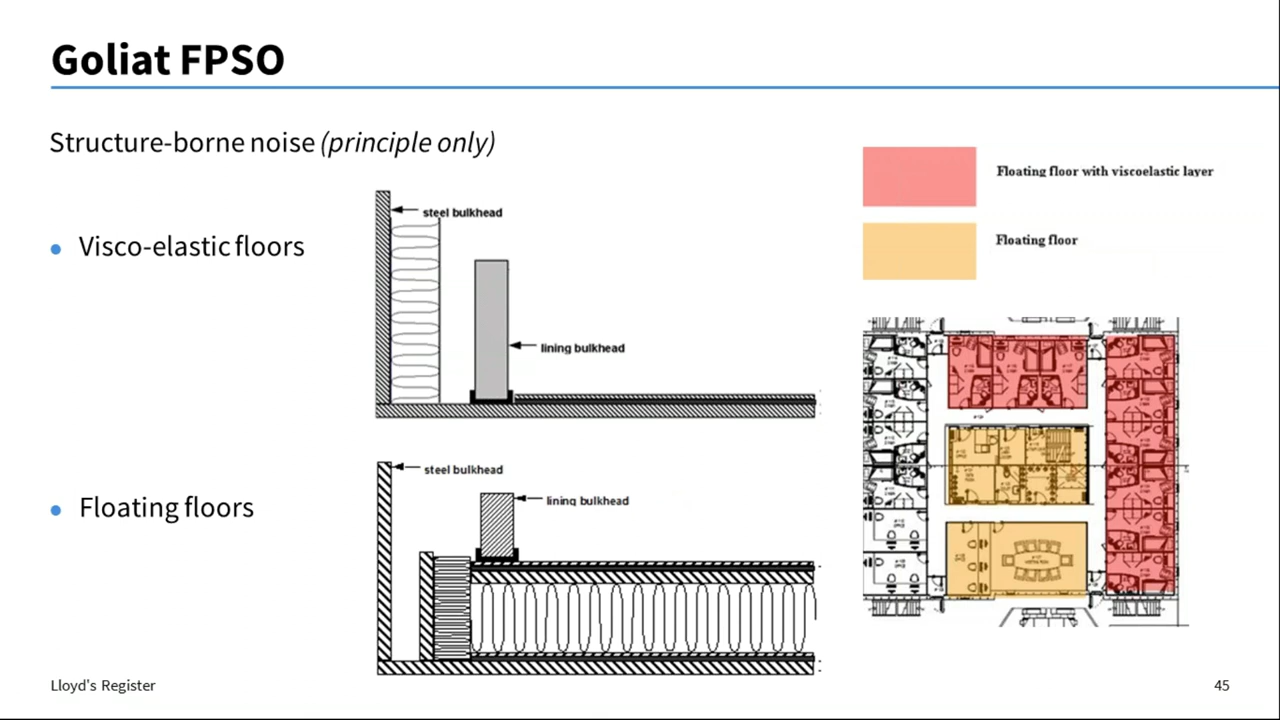 Goliat FPSO
Structure-borne noise (principle only)
Floating floor with viscoelastic layer
steel bulkhead
Visco-elastic floors
Floating floor
lining bulkhead
steel bulkhead
Floating floors
lining bulkhead
Lloyd's Register
45